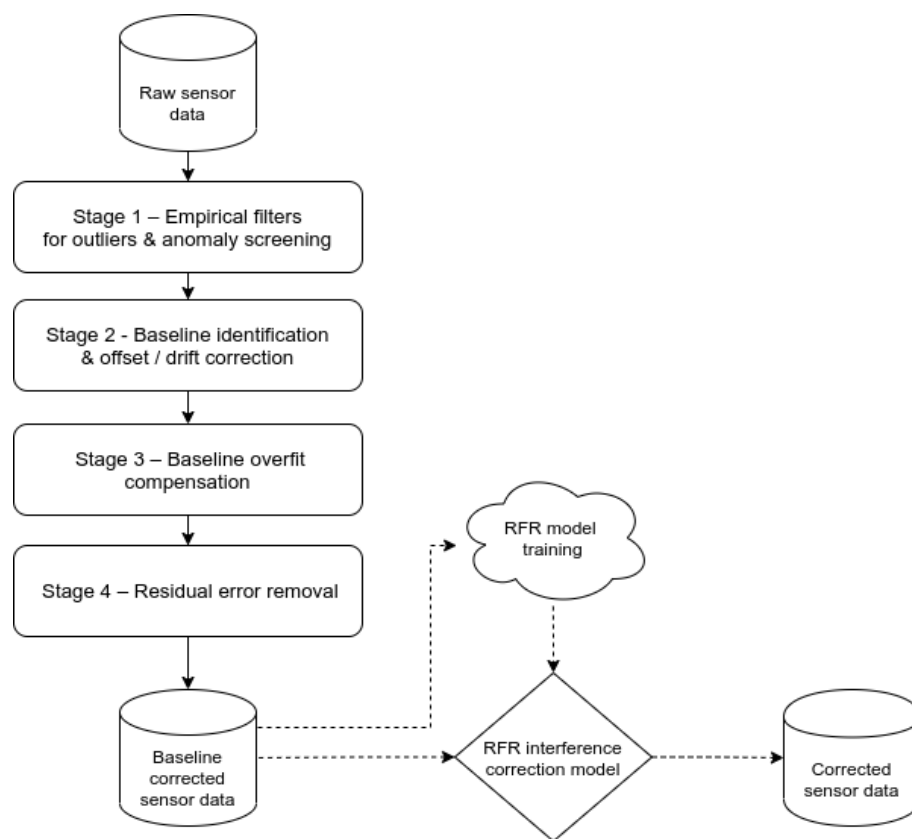 Raw sensor
data
Stage 1 – Empirical filters
for outliers & anomaly screening
Stage 2 - Baseline identification
& offset / drift correction
Stage 3 – Baseline overfit
compensation
Stage 4 – Residual error removal
RFR model
training
Baseline
corrected
sensor data
RFR interference
correction model
Corrected
sensor data